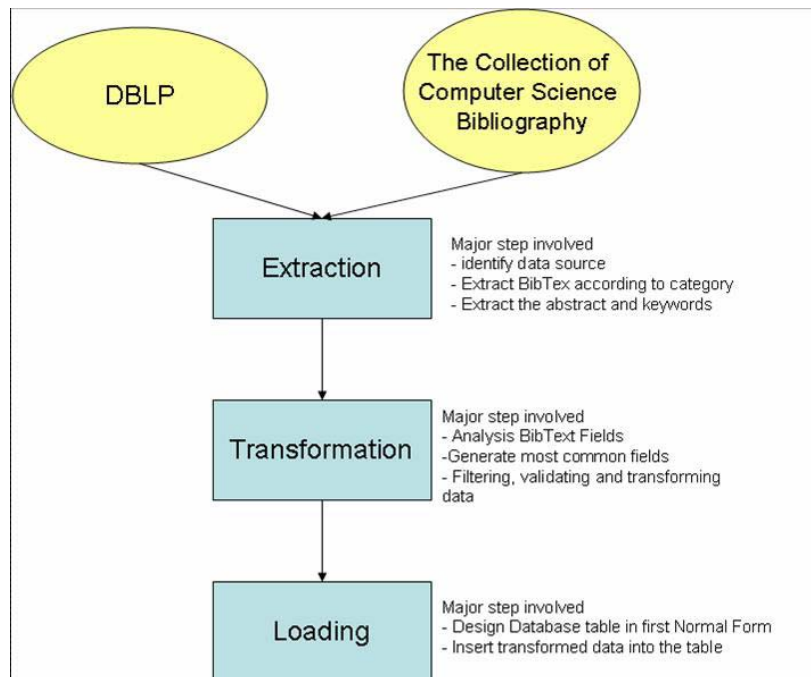 DBLP
The Collection of
Computer Science
Bibliography
Extraction
Major step involved
- identify data source
- Extract BibTex according to category
- Extract the abstract and keywords
Transformation
Major step involved
- Analysis BibText Fields
-Generate most common fields
- Filtering, validating and transforming
data
Loading
Major step involved
- Design Database table in first Normal Form
- Insert transformed data into the table